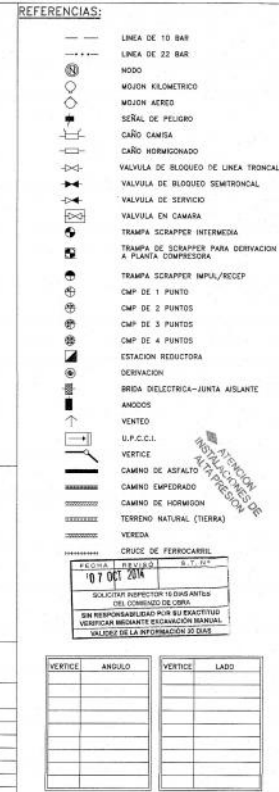 REFERENCIAS:
LINEA DE 10 BAR
LINEA DE 22 BAR
NODO
MOJON KILOMETRICO
MOJON AEREO
SEÑAL DE PELIGRO
CAÑO CAMISA
CAÑO HORMIGONADO
VALVULA DE BLOQUEO DE LINEA TRONCAL
VALVULA DE BLOQUEO SEMITRONCAL
VALVULA DE SERVICIO
VALVULA EN CAMARA
TRAMPA SCRAPPER INTERMEDIA
TRAMPA DE SCRAPPER PARA DERIVACION
A PLANTA COMPRESORA
TRAMPA SCRAPPER IMPUL/RECEP
CMP DE 1 PUNTO
CMP DE 2 PUNTOS
CMP DE 3 PUNTOS
CMP DE 4 PUNTOS
ESTACION REDUCTORA
DERIVACION
BRIDA DIELECTRICA-JUNTA AISLANTE
ANODOS
VENTEO
U.P.C.C.I.
VERTICE
ATENCION
INSTALACIONES DE
ALTA PRESION
CAMINO DE ASFALTO
CAMINO EMPEDRADO
CAMINO DE HORMIGON
TERRENO NATURAL (TIERRA)
VEREDA
CRUCE DE FERROCARRIL
FECHA REVISO S.T. Nº
07 OCT 2014
SOLICITAR INSPECTOR 15 DIAS ANTES
DEL COMIENZO DE OBRA
SIN RESPONSABILIDAD POR SU EXACTITUD
VERIFICAR MEDIANTE EXCAVACIÓN MANUAL
VALIDEZ DE LA INFORMACIÓN 30 DIAS
VERTICE ANGULO VERTICE LADO